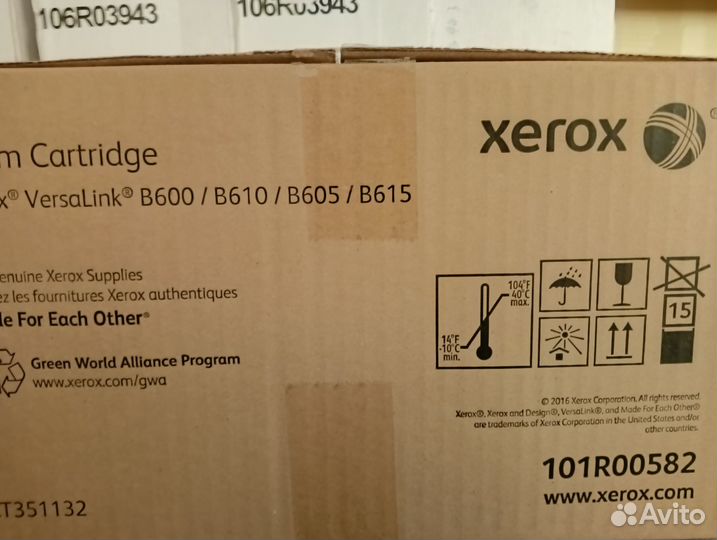 106R03943
106R03943
m Cartridge
xerox®
x® VersaLink® B600 / B610 / B605 / B615
enuine Xerox Supplies
ez les fournitures Xerox authentiques
de For Each Other®
104°F
40°C
max.
14°F
-10°C
min.
15
Green World Alliance Program
www.xerox.com/gwa
© 2016 Xerox Corporation. All rights reserved.
Xerox®, Xerox and Design®, VersaLink®, and Made For Each Other®
are trademarks of Xerox Corporation in the United States and/or
other countries.
101R00582
www.xerox.com
CT351132
Avito